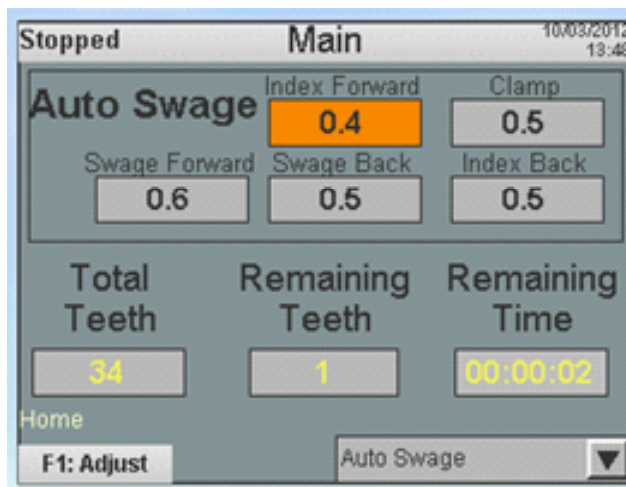 Stopped
Main
10/03/2012
13:48
Auto Swage
Index Forward
0.4
Clamp
0.5
Swage Forward
0.6
Swage Back
0.5
Index Back
0.5
Total
Teeth
34
Remaining
Teeth
1
Remaining
Time
00:00:02
Home
F1: Adjust
Auto Swage